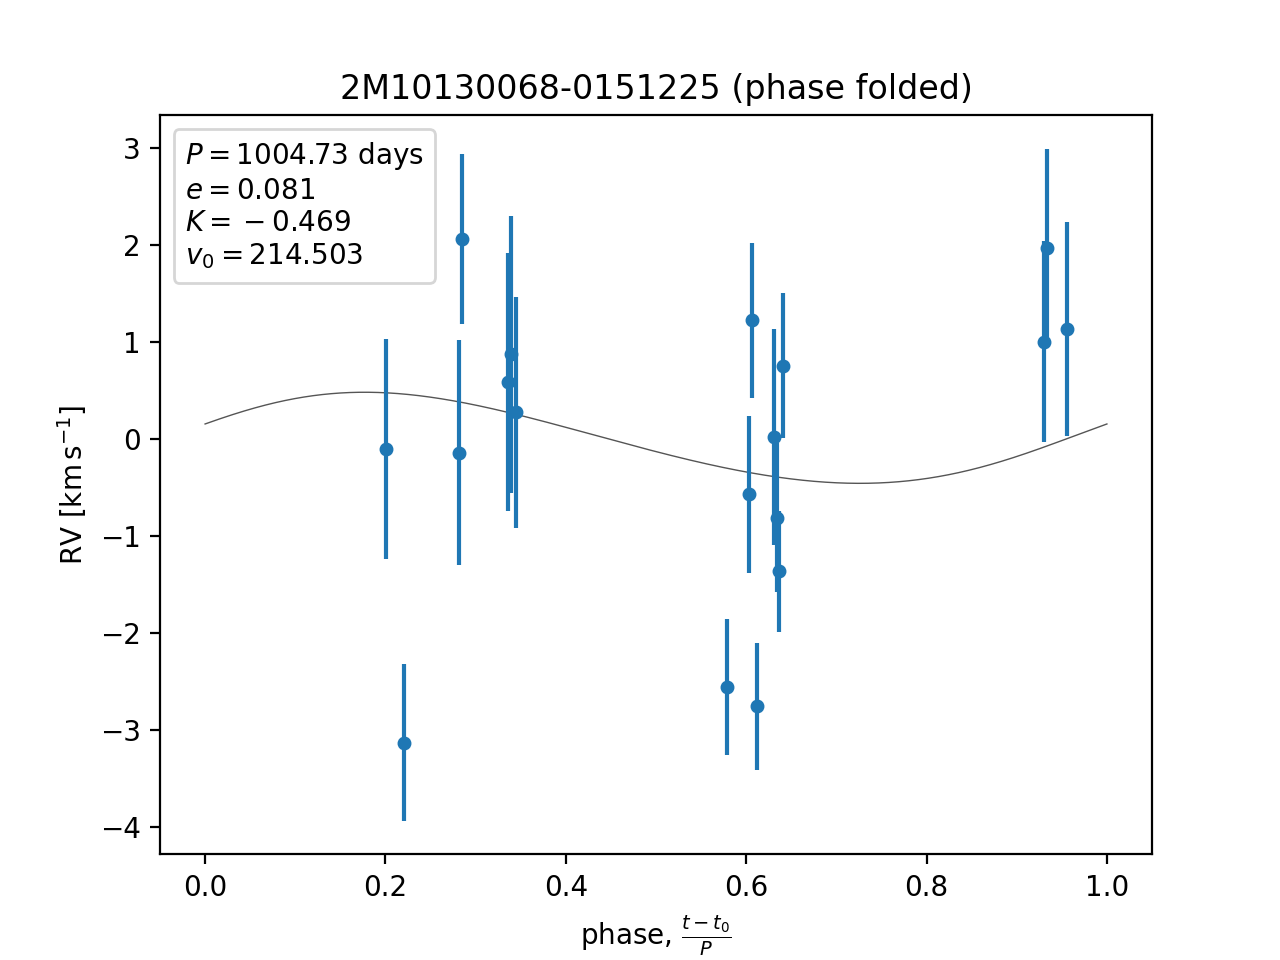 2M10130068-0151225 (phase folded)
P = 1004.73 days
e = 0.081
K = −0.469
v₀ = 214.503
3
2
1
0
−1
−2
−3
−4
RV [km s⁻¹]
0.0 0.2 0.4 0.6 0.8 1.0
phase, (t − t₀)/P